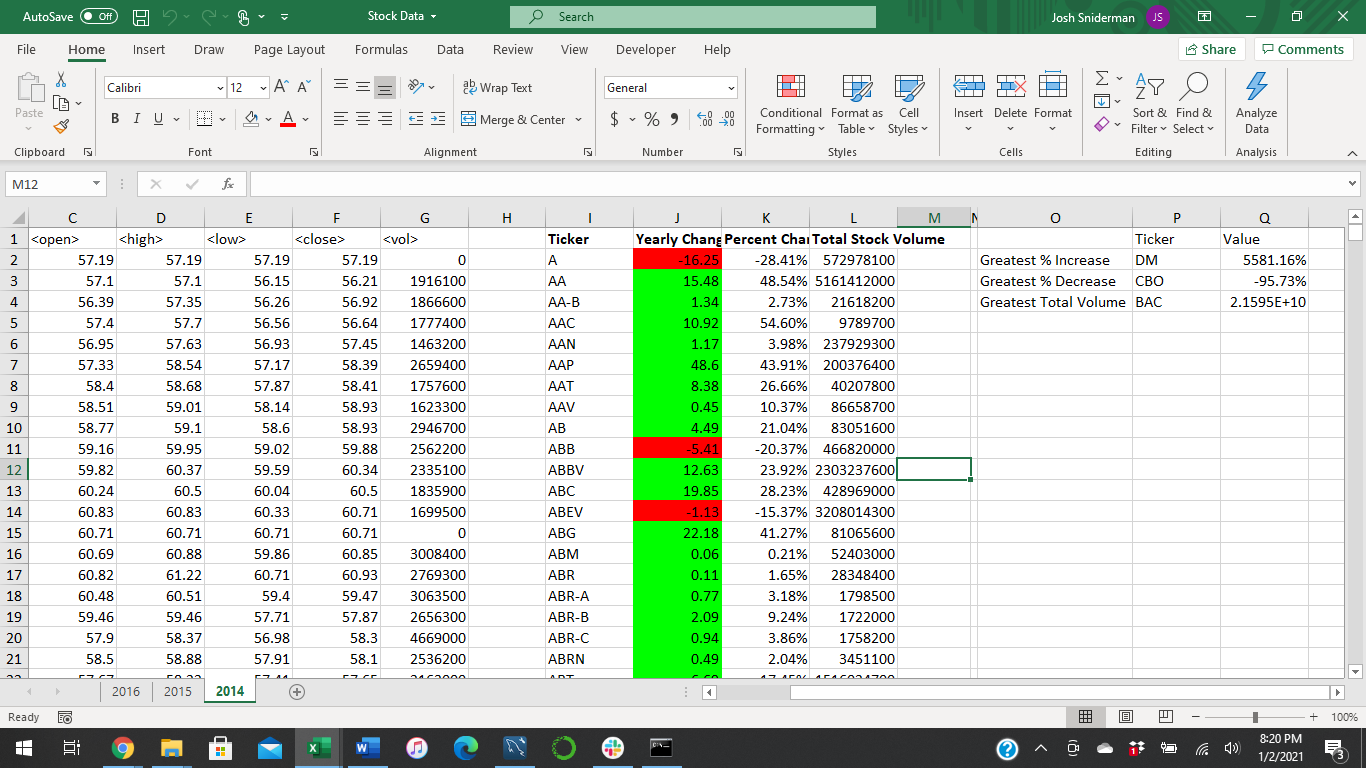 AutoSave Off Stock Data Search Josh Sniderman JS
File Home Insert Draw Page Layout Formulas Data Review View Developer Help Share Comments
Calibri 12 Wrap Text General
Paste B I U Merge & Center $ % Conditional Formatting Format as Table Cell Styles Insert Delete Format Sort & Filter Find & Select Analyze Data
Clipboard Font Alignment Number Styles Cells Editing Analysis
M12 fx
C D E F G H I J K L M N O P Q
1 <open> <high> <low> <close> <vol> Ticker Yearly Chang Percent Char Total Stock Volume Ticker Value
2 57.19 57.19 57.19 57.19 0 A -16.25 -28.41% 572978100 Greatest % Increase DM 5581.16%
3 57.1 57.1 56.15 56.21 1916100 AA 15.48 48.54% 5161412000 Greatest % Decrease CBO -95.73%
4 56.39 57.35 56.26 56.92 1866600 AA-B 1.34 2.73% 21618200 Greatest Total Volume BAC 2.1595E+10
5 57.4 57.7 56.56 56.64 1777400 AAC 10.92 54.60% 9789700
6 56.95 57.63 56.93 57.45 1463200 AAN 1.17 3.98% 237929300
7 57.33 58.54 57.17 58.39 2659400 AAP 48.6 43.91% 200376400
8 58.4 58.68 57.87 58.41 1757600 AAT 8.38 26.66% 40207800
9 58.51 59.01 58.14 58.93 1623300 AAV 0.45 10.37% 86658700
10 58.77 59.1 58.6 58.93 2946700 AB 4.49 21.04% 83051600
11 59.16 59.95 59.02 59.88 2562200 ABB -5.41 -20.37% 466820000
12 59.82 60.37 59.59 60.34 2335100 ABBV 12.63 23.92% 2303237600
13 60.24 60.5 60.04 60.5 1835900 ABC 19.85 28.23% 428969000
14 60.83 60.83 60.33 60.71 1699500 ABEV -1.13 -15.37% 3208014300
15 60.71 60.71 60.71 60.71 0 ABG 22.18 41.27% 81065600
16 60.69 60.88 59.86 60.85 3008400 ABM 0.06 0.21% 52403000
17 60.82 61.22 60.71 60.93 2769300 ABR 0.11 1.65% 28348400
18 60.48 60.51 59.4 59.47 3063500 ABR-A 0.77 3.18% 1798500
19 59.46 59.46 57.71 57.87 2656300 ABR-B 2.09 9.24% 1722000
20 57.9 58.37 56.98 58.3 4669000 ABR-C 0.94 3.86% 1758200
21 58.5 58.88 57.91 58.1 2536200 ABRN 0.49 2.04% 3451100
2016 2015 2014
Ready 100%
8:20 PM
1/2/2021 3